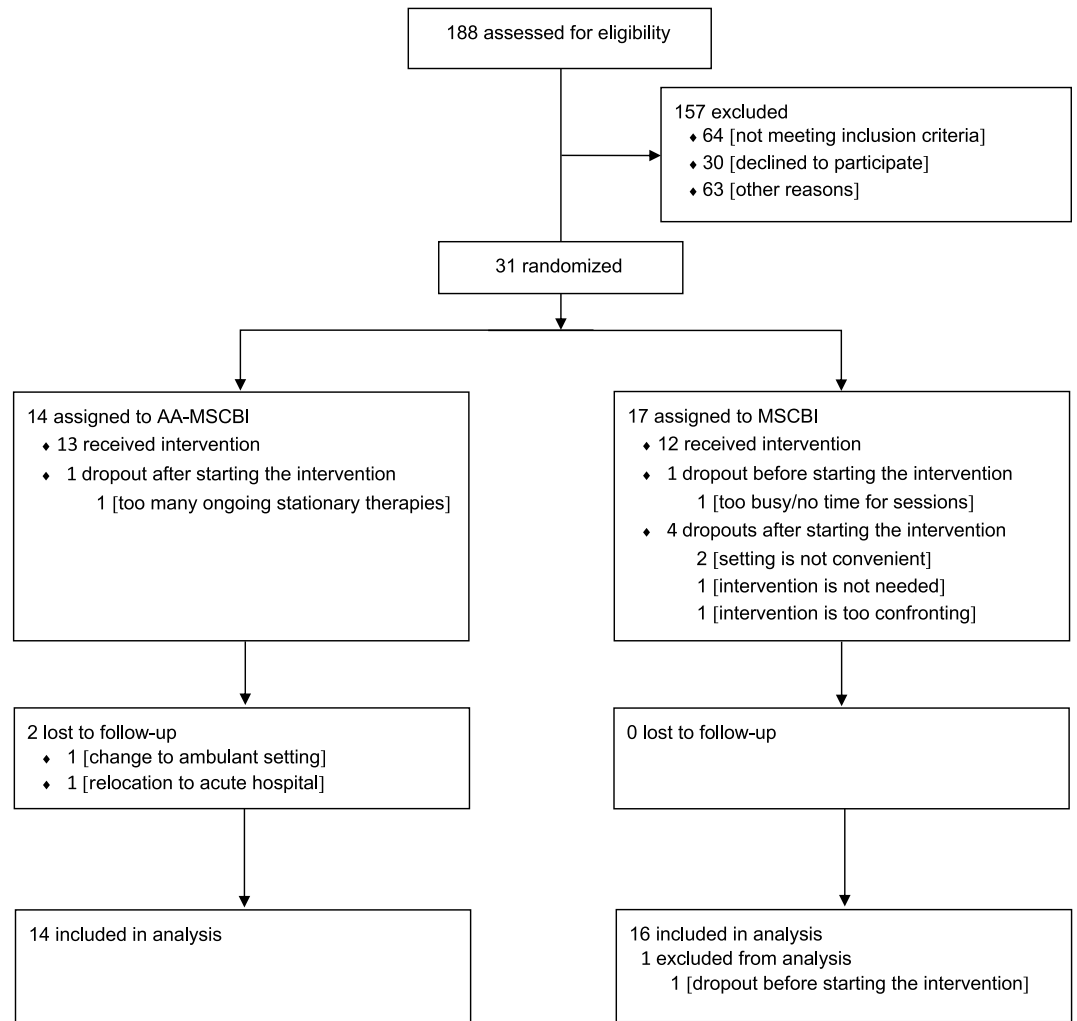 188 assessed for eligibility
157 excluded
♦ 64 [not meeting inclusion criteria]
♦ 30 [declined to participate]
♦ 63 [other reasons]
31 randomized
14 assigned to AA-MSCBI
♦ 13 received intervention
♦ 1 dropout after starting the intervention
1 [too many ongoing stationary therapies]
17 assigned to MSCBI
♦ 12 received intervention
♦ 1 dropout before starting the intervention
1 [too busy/no time for sessions]
♦ 4 dropouts after starting the intervention
2 [setting is not convenient]
1 [intervention is not needed]
1 [intervention is too confronting]
2 lost to follow-up
♦ 1 [change to ambulant setting]
♦ 1 [relocation to acute hospital]
0 lost to follow-up
14 included in analysis
16 included in analysis
1 excluded from analysis
1 [dropout before starting the intervention]